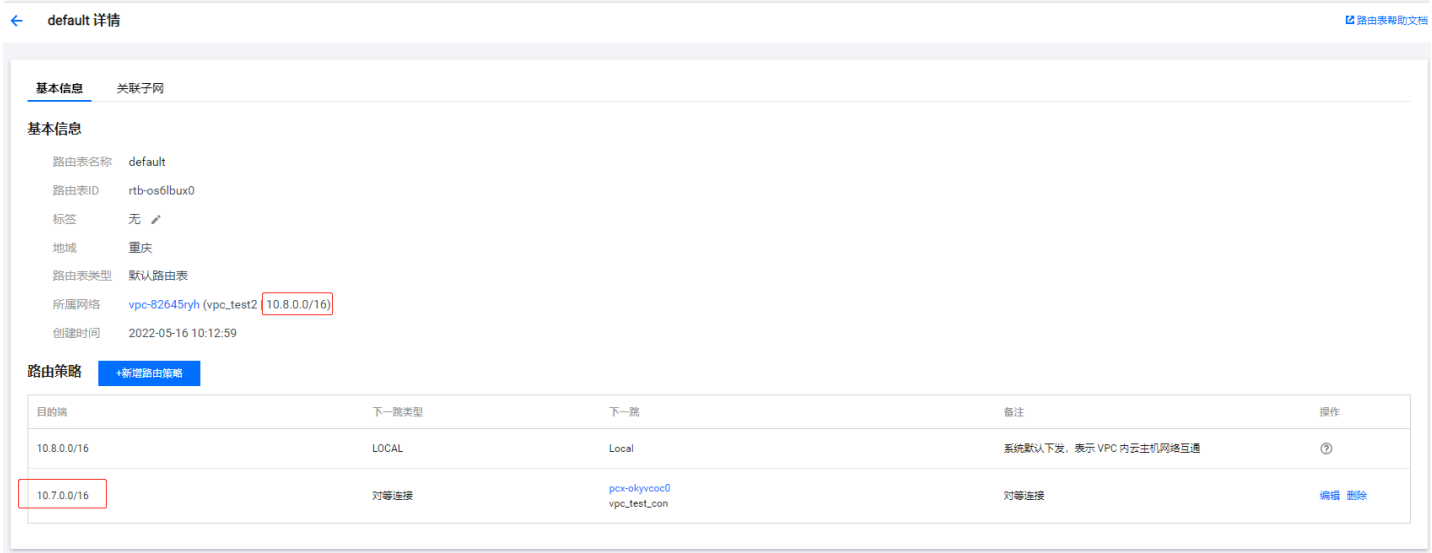 default 详情
路由表帮助文档
基本信息 关联子网
基本信息
路由表名称 default
路由表ID rtb-os6lbux0
标签 无
地域 重庆
路由表类型 默认路由表
所属网络 vpc-82645ryh (vpc_test2 | 10.8.0.0/16)
创建时间 2022-05-16 10:12:59
路由策略 +新增路由策略
目的端 下一跳类型 下一跳 备注 操作
10.8.0.0/16 LOCAL Local 系统默认下发，表示 VPC 内云主机网络互通
10.7.0.0/16 对等连接 pcx-okyvcoc0 对等连接 编辑 删除
vpc_test_con